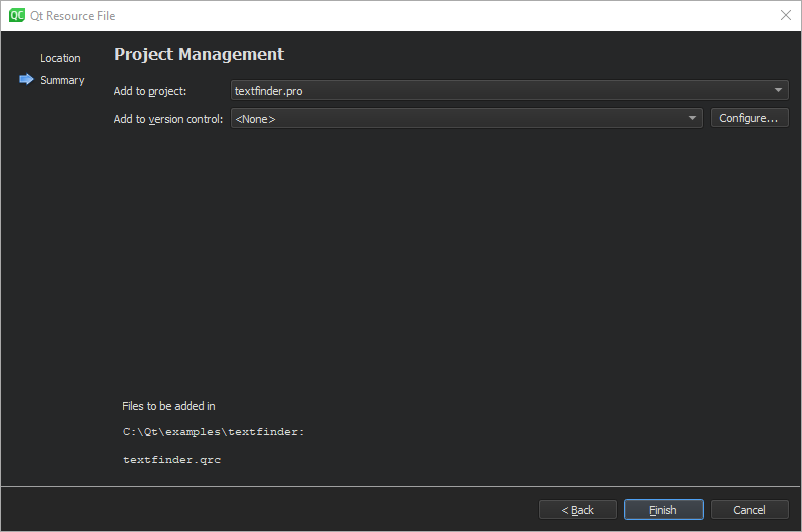 QC Qt Resource File
Location
Summary
Project Management
Add to project:
textfinder.pro
Add to version control:
<None>
Configure...
Files to be added in
C:\Qt\examples\textfinder:
textfinder.qrc
< Back
Finish
Cancel